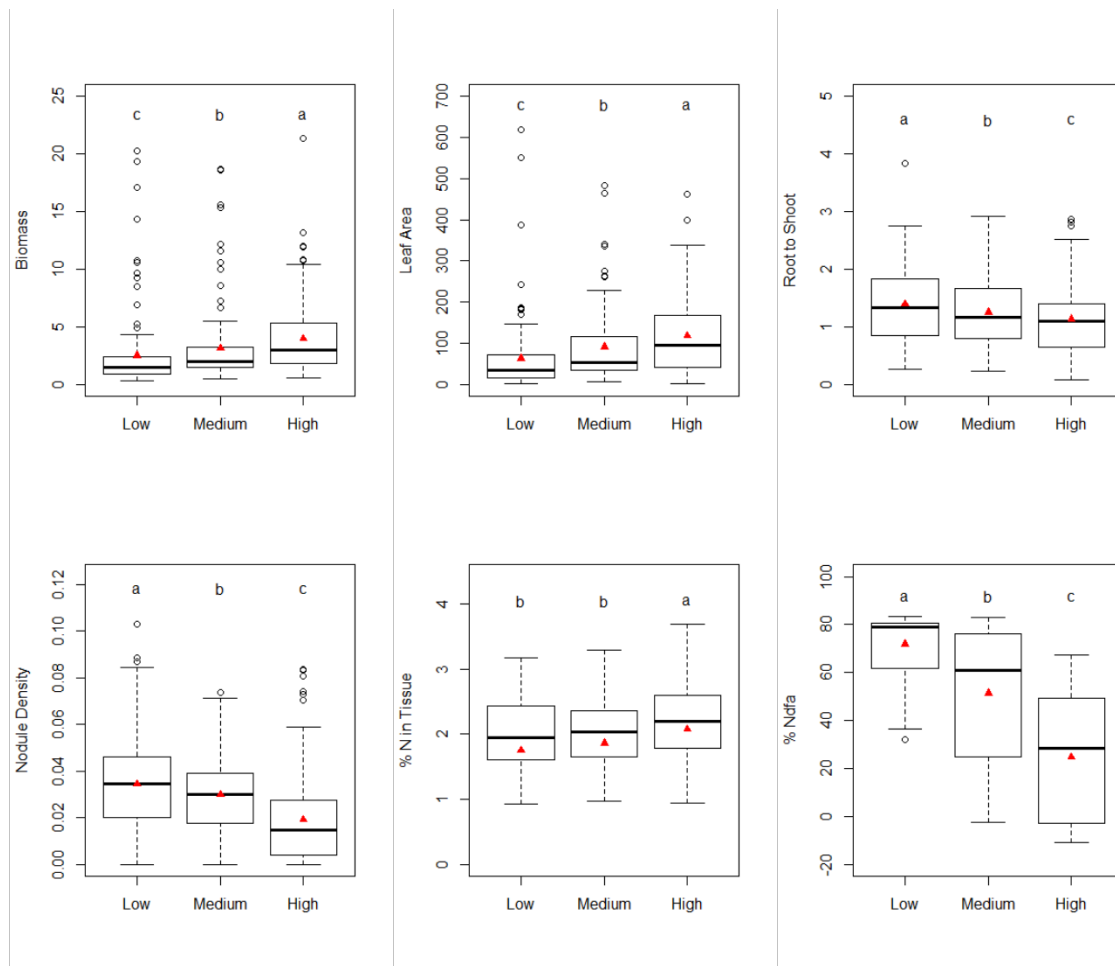 Biomass
25
20
15
10
5
0
c b a
Low Medium High
Leaf Area
700
600
500
400
300
200
100
0
c b a
Low Medium High
Root to Shoot
5
4
3
2
1
0
a b c
Low Medium High
Nodule Density
0.12
0.10
0.08
0.06
0.04
0.02
0.00
a b c
Low Medium High
% N in Tissue
4
3
2
1
0
b b a
Low Medium High
% Ndfa
100
80
60
40
20
0
-20
a b c
Low Medium High